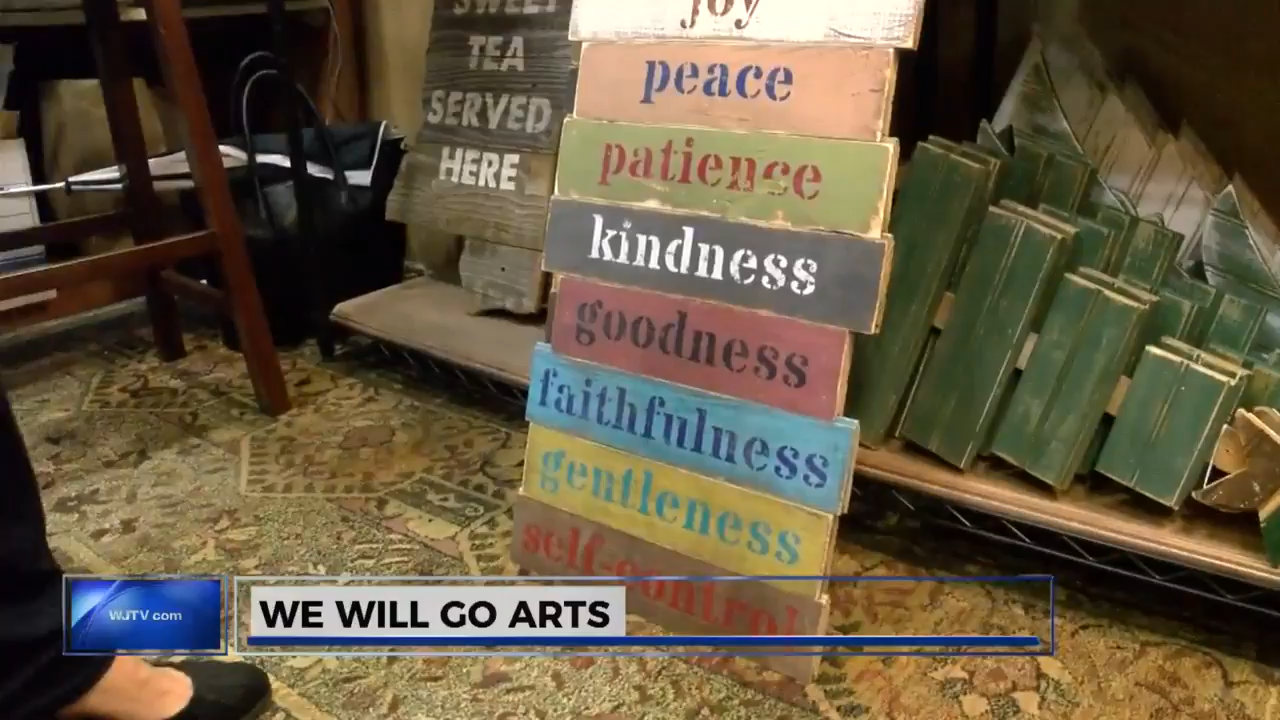 SWEET
TEA
SERVED
HERE
joy
peace
patience
kindness
goodness
faithfulness
gentleness
self-control
WJTV.com
WE WILL GO ARTS